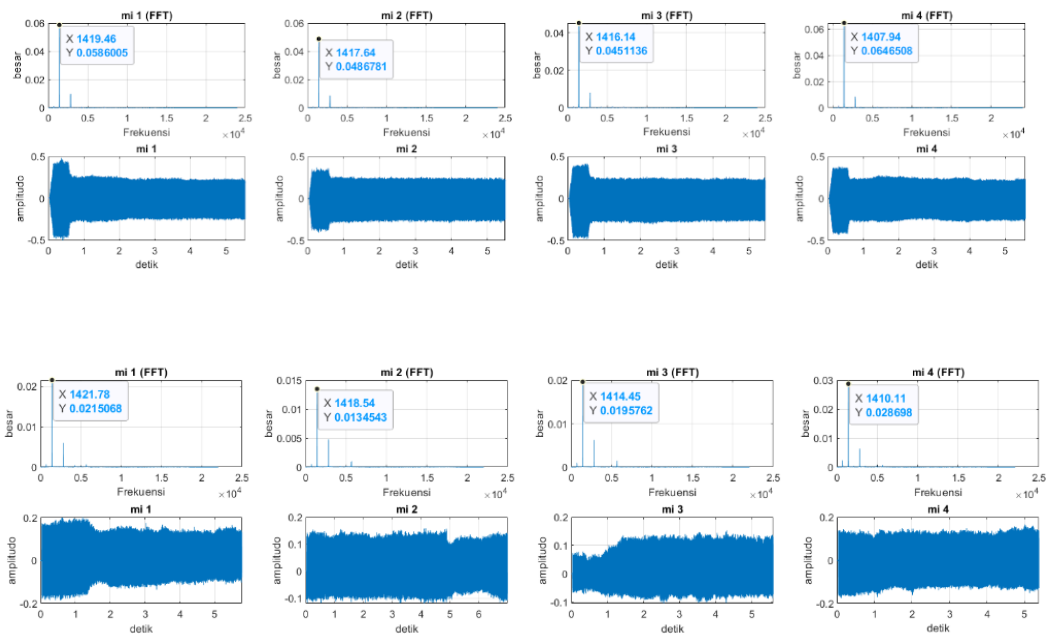 mi 1 (FFT)
0.06
0.04
0.02
0
besar
X 1419.46
Y 0.0586005
0 0.5 1 1.5 2 2.5
Frekuensi
×10⁴
mi 2 (FFT)
0.06
0.04
0.02
0
besar
X 1417.64
Y 0.0486781
0 0.5 1 1.5 2 2.5
Frekuensi
×10⁴
mi 3 (FFT)
0.04
0.02
0
besar
X 1416.14
Y 0.0451136
0 0.5 1 1.5 2 2.5
Frekuensi
×10⁴
mi 4 (FFT)
0.06
0.04
0.02
0
besar
X 1407.94
Y 0.0646508
0 0.5 1 1.5 2
Frekuensi
×10⁴
mi 1
0.5
0
-0.5
amplitudo
0 1 2 3 4 5
detik
mi 2
0.5
0
-0.5
amplitudo
0 1 2 3 4 5
detik
mi 3
0.5
0
-0.5
amplitudo
0 1 2 3 4 5
detik
mi 4
0.5
0
-0.5
amplitudo
0 1 2 3 4 5
detik
mi 1 (FFT)
0.02
0.01
0
besar
X 1421.78
Y 0.0215068
0 0.5 1 1.5 2 2.5
Frekuensi
×10⁴
mi 2 (FFT)
0.015
0.01
0.005
0
besar
X 1418.54
Y 0.0134543
0 0.5 1 1.5 2 2.5
Frekuensi
×10⁴
mi 3 (FFT)
0.02
0.01
0
besar
X 1414.45
Y 0.0195762
0 0.5 1 1.5 2 2.5
Frekuensi
×10⁴
mi 4 (FFT)
0.03
0.02
0.01
0
besar
X 1410.11
Y 0.028698
0 0.5 1 1.5 2 2.5
Frekuensi
×10⁴
mi 1
0.2
0
-0.2
amplitudo
0 1 2 3 4 5
detik
mi 2
0.2
0.1
0
-0.1
amplitudo
0 1 2 3 4 5 6
detik
mi 3
0.2
0.1
0
-0.1
amplitudo
0 1 2 3 4 5
detik
mi 4
0.2
0
-0.2
amplitudo
0 1 2 3 4 5
detik